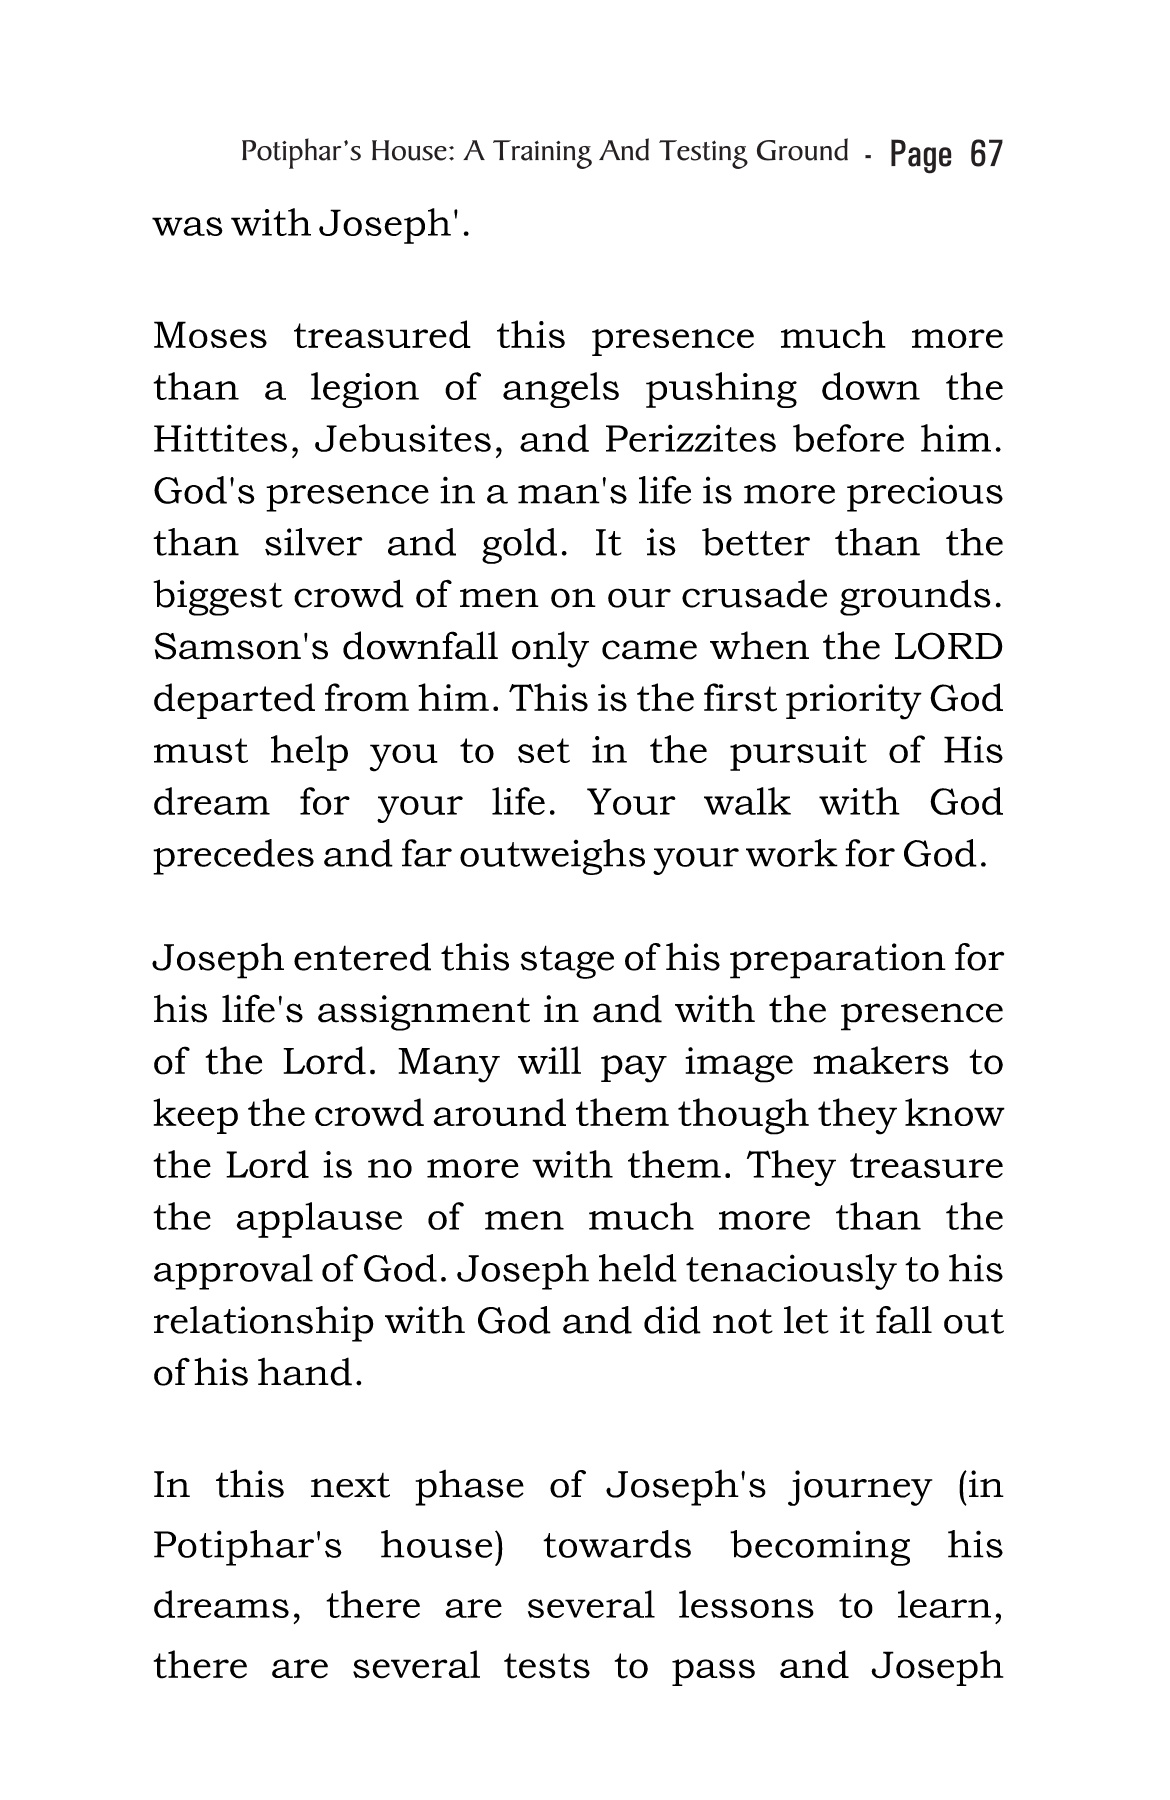 Potiphar's House: A Training And Testing Ground - Page 67
was with Joseph'.
Moses treasured this presence much more
than a legion of angels pushing down the
Hittites, Jebusites, and Perizzites before him.
God's presence in a man's life is more precious
than silver and gold. It is better than the
biggest crowd of men on our crusade grounds.
Samson's downfall only came when the LORD
departed from him. This is the first priority God
must help you to set in the pursuit of His
dream for your life. Your walk with God
precedes and far outweighs your work for God.
Joseph entered this stage of his preparation for
his life's assignment in and with the presence
of the Lord. Many will pay image makers to
keep the crowd around them though they know
the Lord is no more with them. They treasure
the applause of men much more than the
approval of God. Joseph held tenaciously to his
relationship with God and did not let it fall out
of his hand.
In this next phase of Joseph's journey (in
Potiphar's house) towards becoming his
dreams, there are several lessons to learn,
there are several tests to pass and Joseph